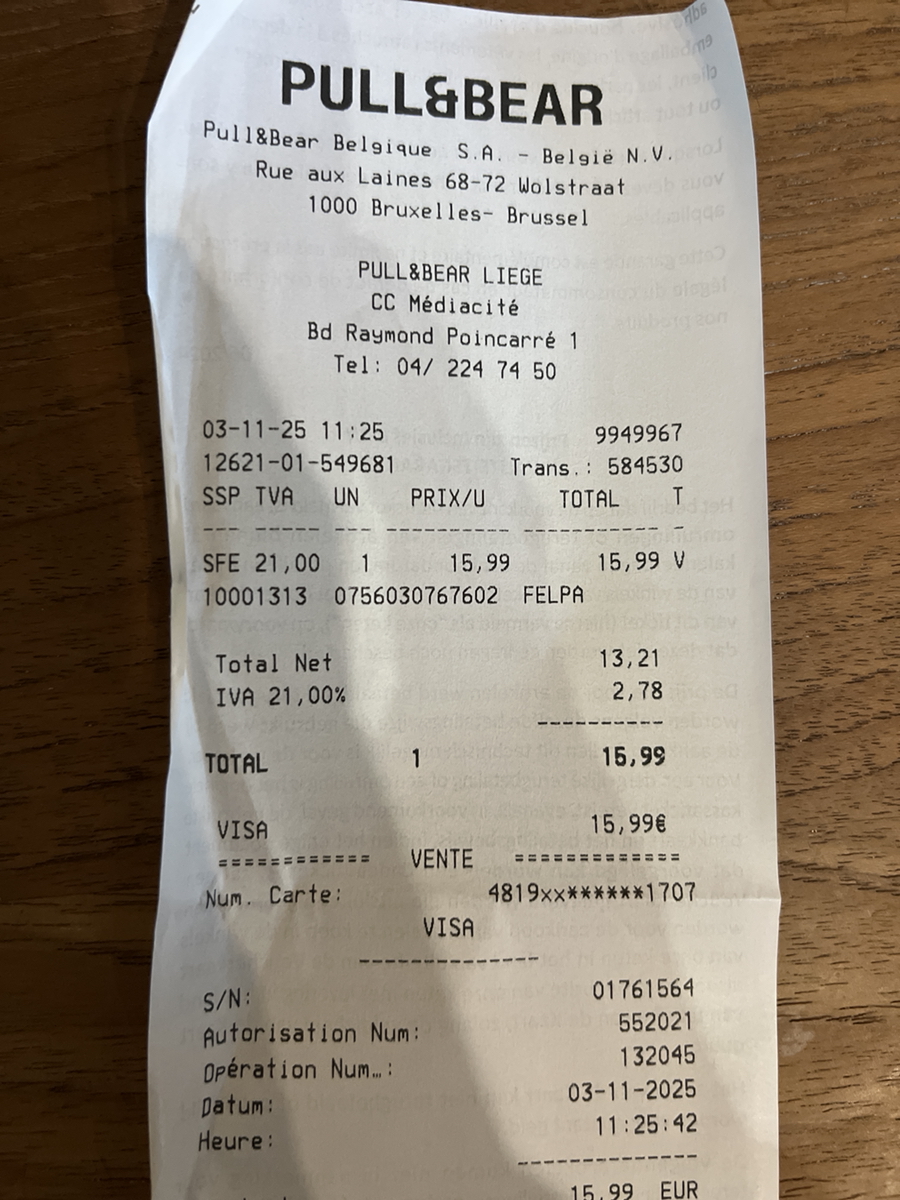 PULL&BEAR
Pull&Bear Belgique S.A. - België N.V.
Rue aux Laines 68-72 Wolstraat
1000 Bruxelles- Brussel
PULL&BEAR LIEGE
CC Médiacité
Bd Raymond Poincarré 1
Tel: 04/ 224 74 50
03-11-25 11:25 9949967
12621-01-549681 Trans.: 584530
SSP TVA UN PRIX/U TOTAL T
--- ----- --- ---------- ---------- -
SFE 21,00 1 15,99 15,99 V
10001313 0756030767602 FELPA
Total Net 13,21
IVA 21,00% 2,78
----------
TOTAL 1 15,99
VISA 15,99€
============ VENTE =============
Num. Carte: 4819xx******1707
VISA
--------------
S/N: 01761564
Autorisation Num: 552021
Opération Num…: 132045
Datum: 03-11-2025
Heure: 11:25:42
--------------
15,99 EUR